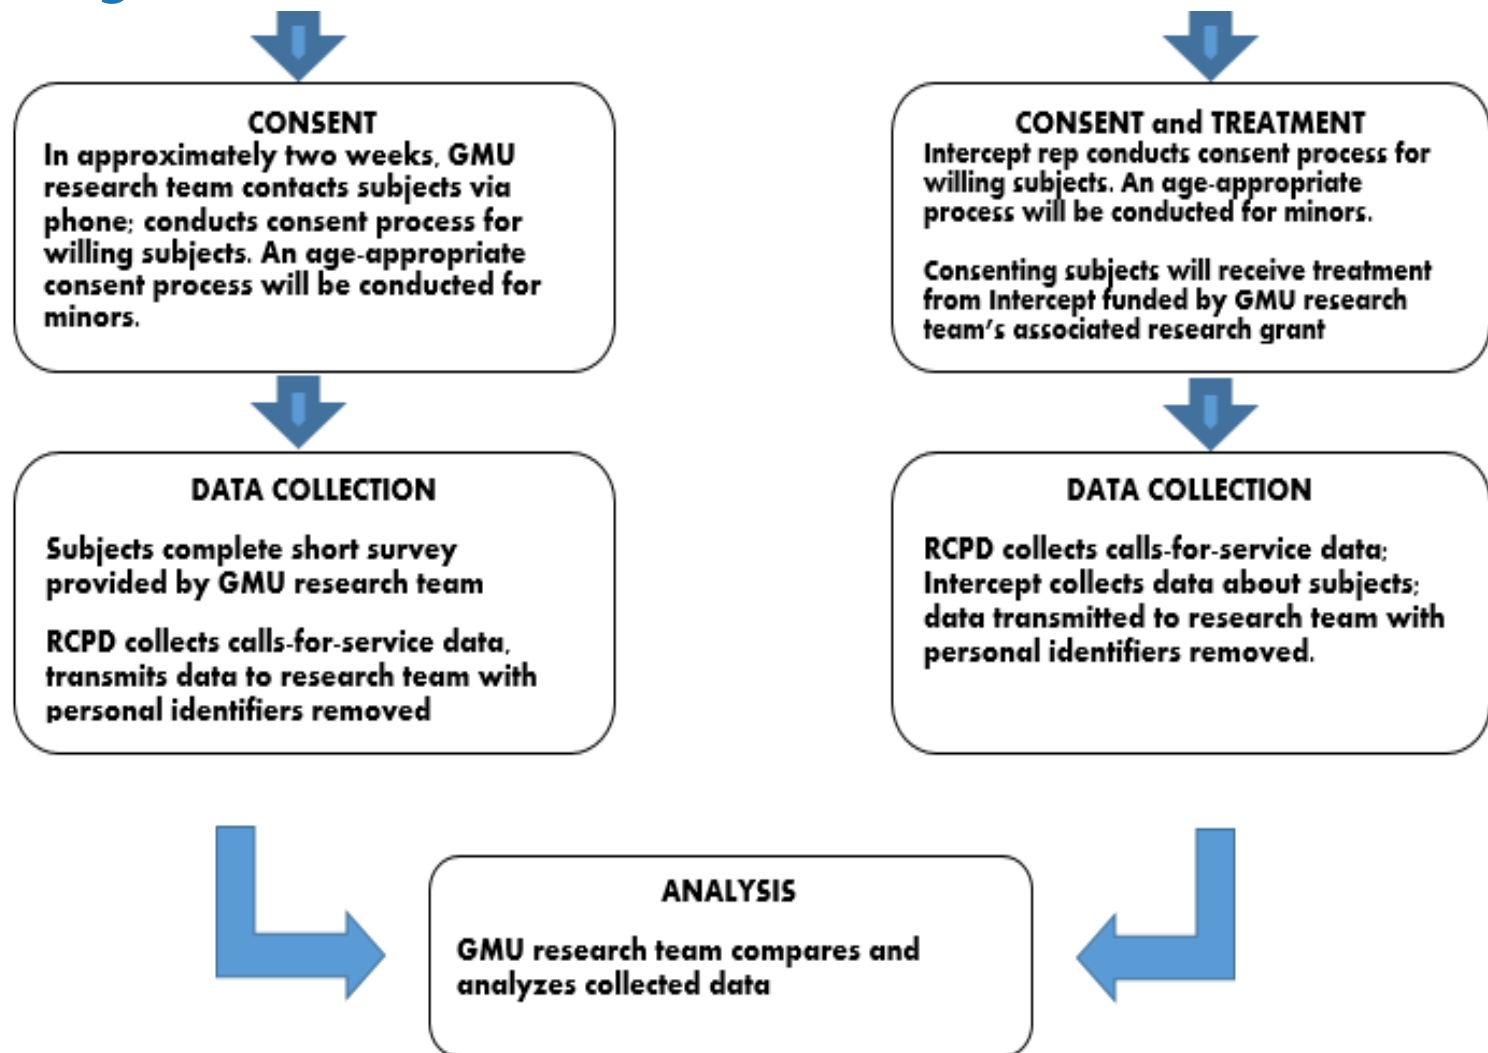 CONSENT
In approximately two weeks, GMU
research team contacts subjects via
phone; conducts consent process for
willing subjects. An age-appropriate
consent process will be conducted for
minors.
CONSENT and TREATMENT
Intercept rep conducts consent process for
willing subjects. An age-appropriate
process will be conducted for minors.
Consenting subjects will receive treatment
from Intercept funded by GMU research
team's associated research grant
DATA COLLECTION
Subjects complete short survey
provided by GMU research team
RCPD collects calls-for-service data,
transmits data to research team with
personal identifiers removed
DATA COLLECTION
RCPD collects calls-for-service data;
Intercept collects data about subjects;
data transmitted to research team with
personal identifiers removed.
ANALYSIS
GMU research team compares and
analyzes collected data